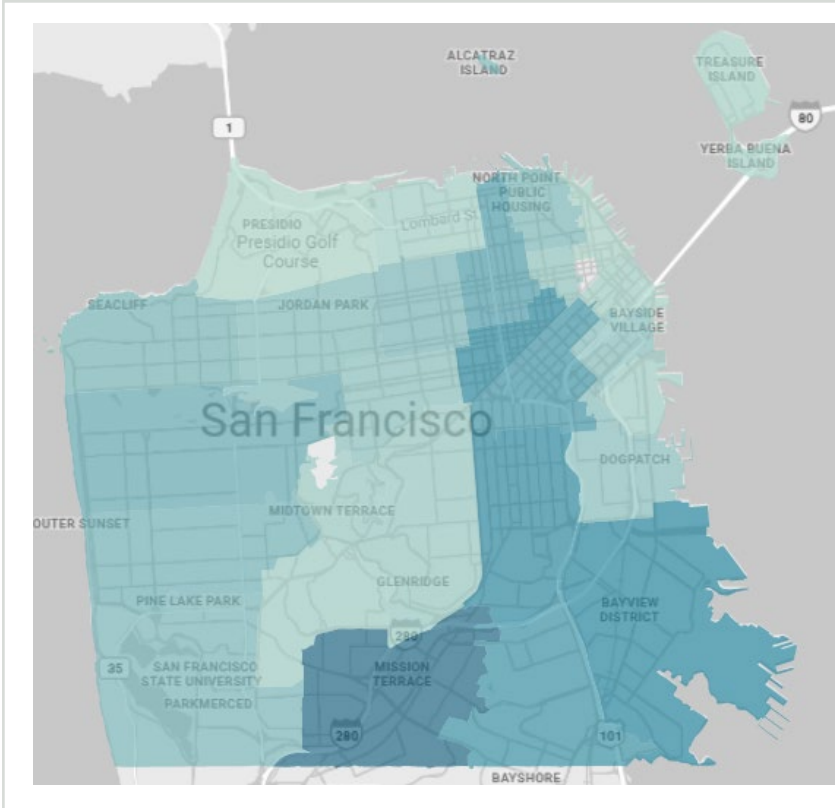 ALCATRAZ
ISLAND
TREASURE
ISLAND
80
1
YERBA BUENA
ISLAND
NORTH POINT
PUBLIC
HOUSING
PRESIDIO
Lombard St
Presidio Golf
Course
SEACLIFF
JORDAN PARK
BAYSIDE
VILLAGE
San Francisco
DOGPATCH
OUTER SUNSET
MIDTOWN TERRACE
GLENRIDGE
PINE LAKE PARK
BAYVIEW
DISTRICT
280
35
SAN FRANCISCO
STATE UNIVERSITY
MISSION
TERRACE
PARKMERCED
280
101
BAYSHORE